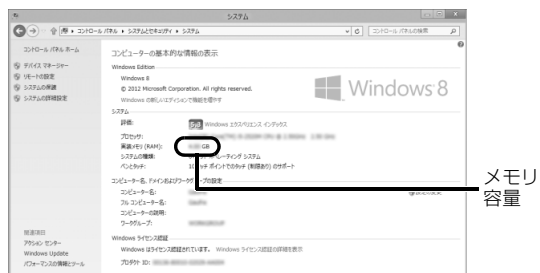 システム
コントロール パネル ▸ システムとセキュリティ ▸ システム
コントロール パネルの検索
コントロール パネル ホーム
デバイス マネージャー
リモートの設定
システムの保護
システムの詳細設定
コンピューターの基本的な情報の表示
Windows Edition
Windows 8
© 2012 Microsoft Corporation. All rights reserved.
Windows の新しいエディションで機能を増やす
Windows 8
システム
評価:
Windows エクスペリエンス インデックス
プロセッサ:
実装メモリ (RAM):
GB
システムの種類:
オペレーティング システム
ペンとタッチ:
10 タッチ ポイントでのタッチ (制限あり) のサポート
コンピューター名、ドメインおよびワークグループの設定
コンピューター名:
フル コンピューター名:
コンピューターの説明:
ワークグループ:
Windows ライセンス認証
Windows はライセンス認証されています。 Windows ライセンス認証の詳細を表示
プロダクト ID:
関連項目
アクション センター
Windows Update
パフォーマンスの情報とツール
メモリ
容量